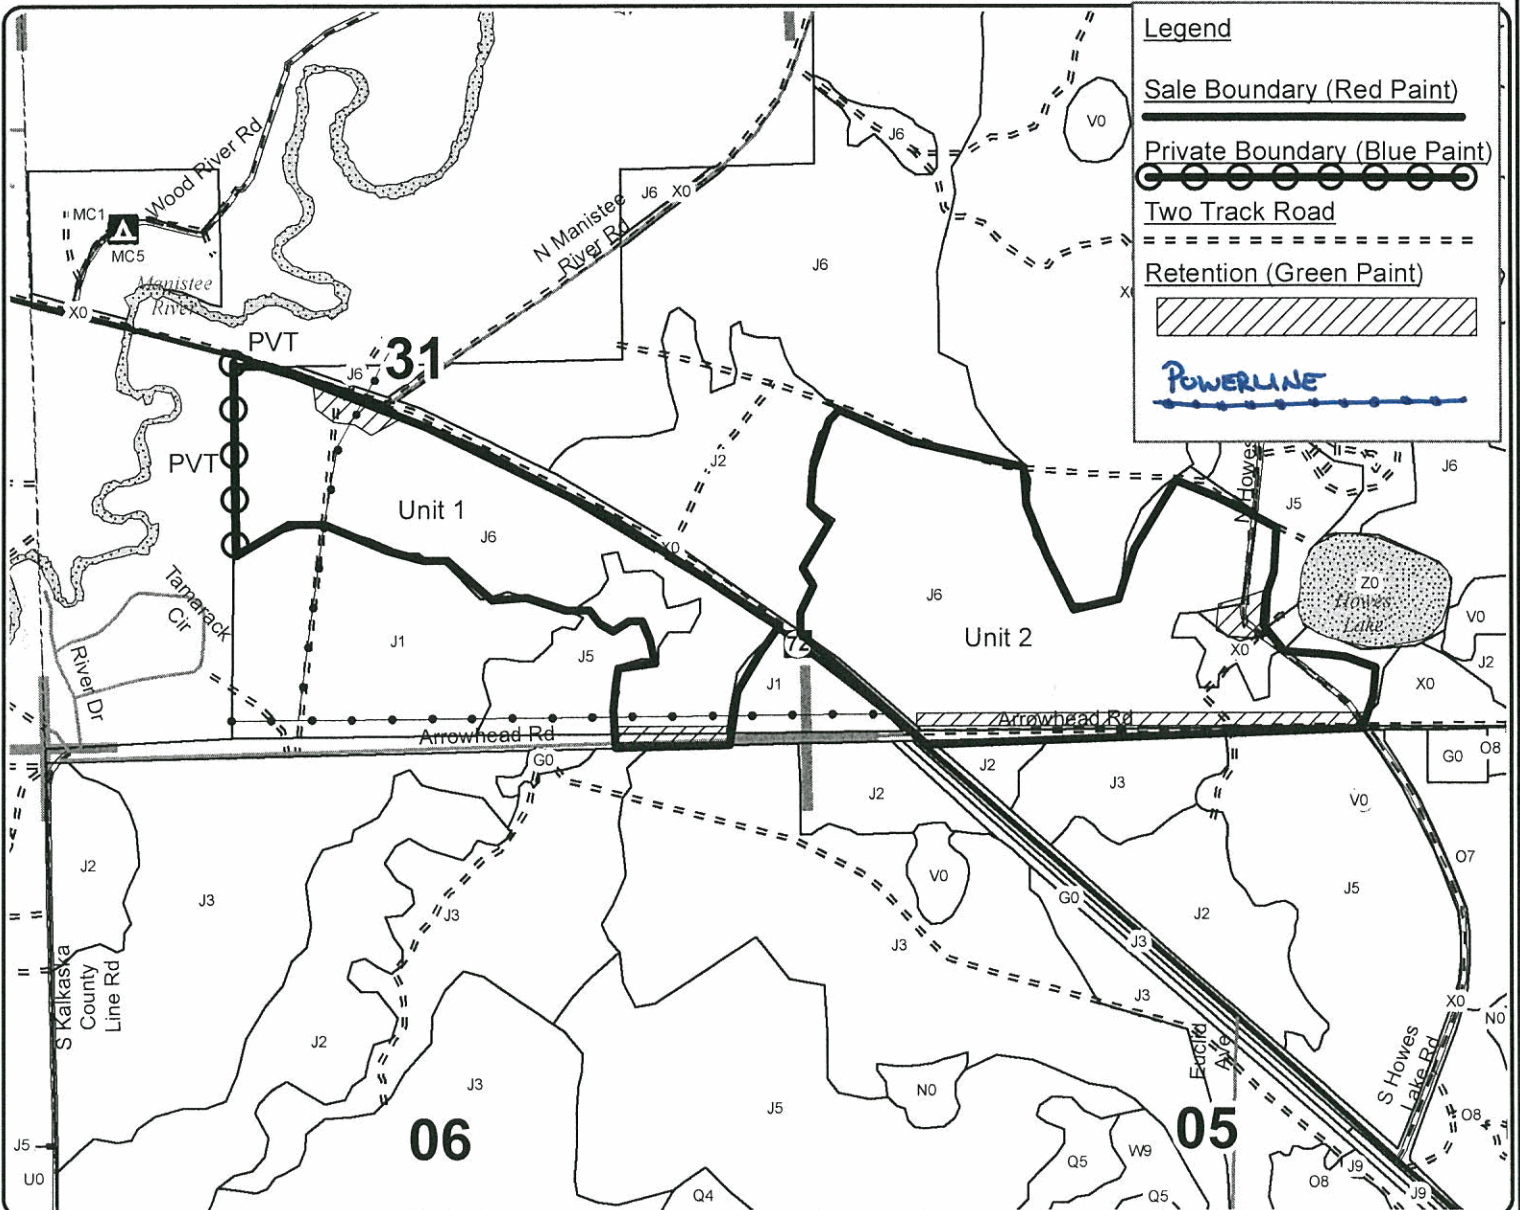 Legend
Sale Boundary (Red Paint)
Private Boundary (Blue Paint)
Two Track Road
Retention (Green Paint)
POWERLINE
Wood River Rd
MC1
MC5
Manistee
River
X0
N Manistee
River Rd
J6
X0
J6
V0
J6
PVT
31
J6
PVT
J2
Unit 1
J6
X0
N Howes
J5
J6
Z0
Howes
Lake
V0
J2
X0
X0
J6
Unit 2
72
Tamarack
Cir
River Dr
J1
J5
J1
Arrowhead Rd
Arrowhead Rd
G0
J2
J2
J3
V0
G0
O8
O7
J2
J3
J3
V0
J3
G0
J3
J2
J5
J3
S Kalkaska
County
Line Rd
J2
J3
06
J5
N0
Euclid
Ave
05
S Howes
Lake Rd
X0
N0
O8
J5
U0
Q4
Q5
W9
Q5
O8
J9
J9